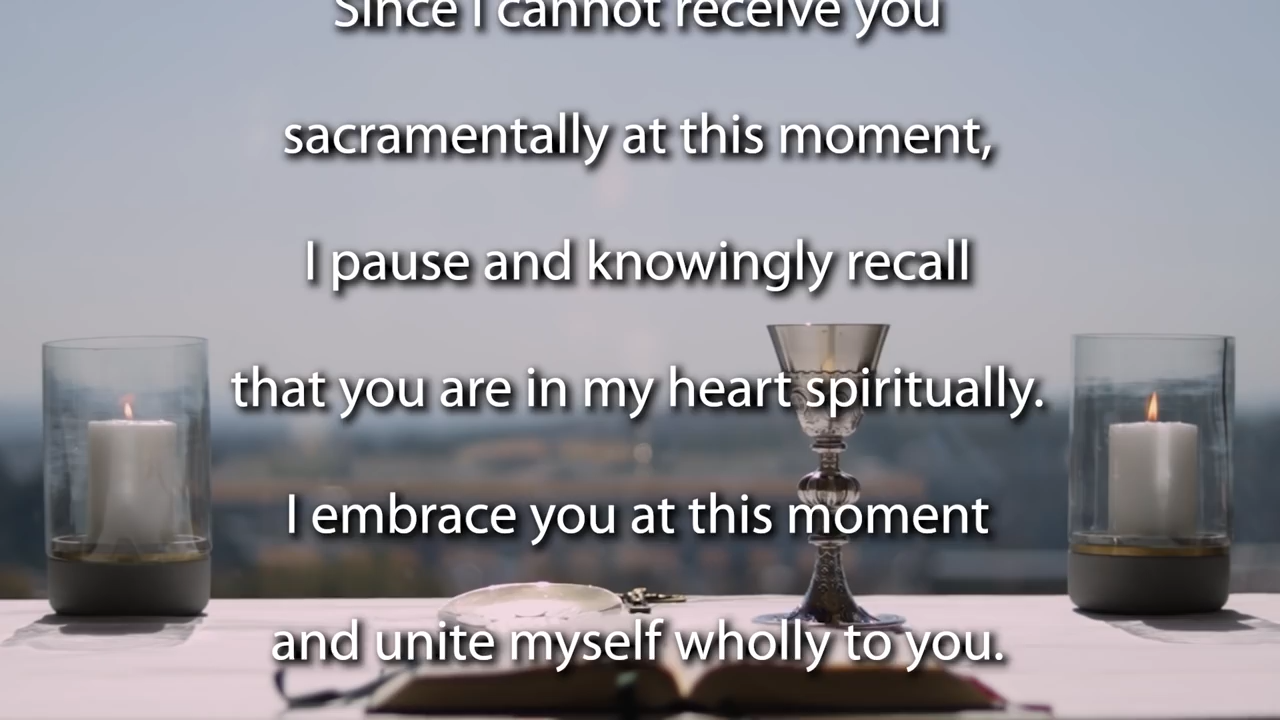 Since I cannot receive you
sacramentally at this moment,
I pause and knowingly recall
that you are in my heart spiritually.
I embrace you at this moment
and unite myself wholly to you.